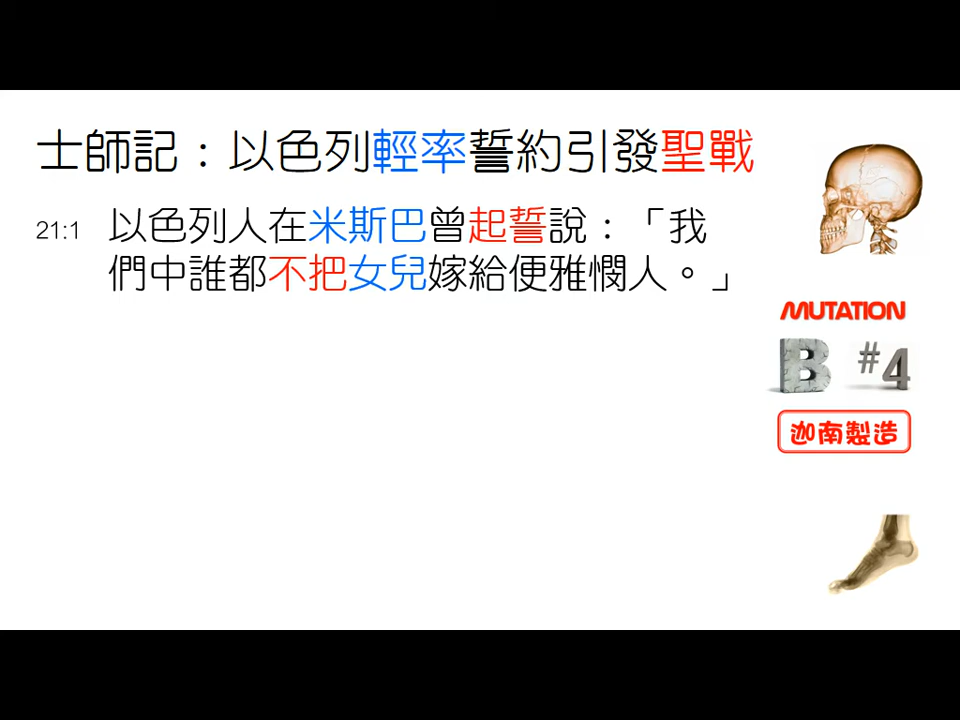 士師記：以色列輕率誓約引發聖戰
21:1 以色列人在米斯巴曾起誓說：「我
們中誰都不把女兒嫁給便雅憫人。」
MUTATION
B #4
迦南製造